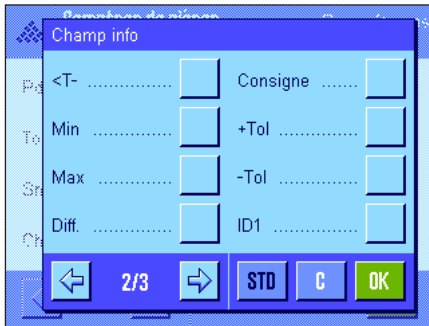 Champ info
<T- ............... Consigne .......
Min ............... +Tol ...............
Max ............... -Tol ...............
Diff. ............... ID1 ...............
2/3 STD C OK